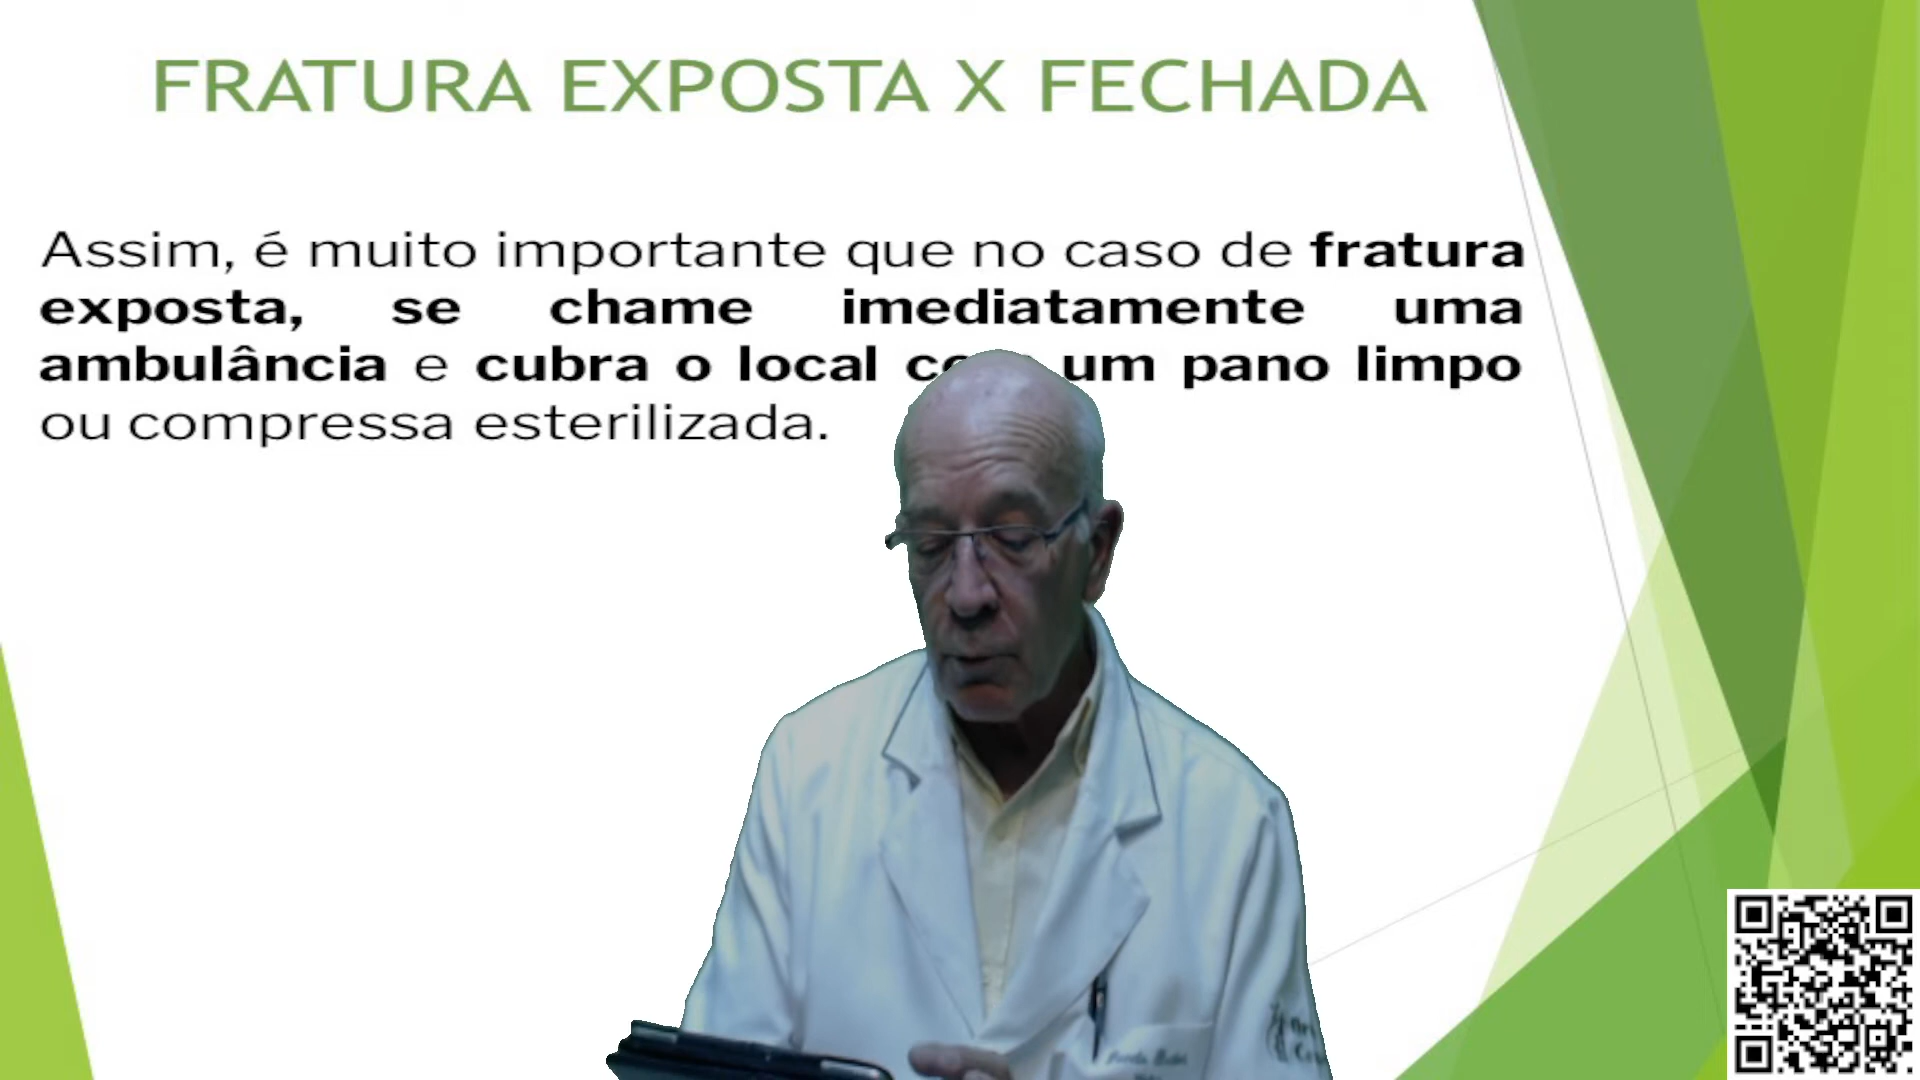 FRATURA EXPOSTA X FECHADA
Assim, é muito importante que no caso de fratura
exposta, se chame imediatamente uma
ambulância e cubra o local um pano limpo
ou compressa esterilizada.